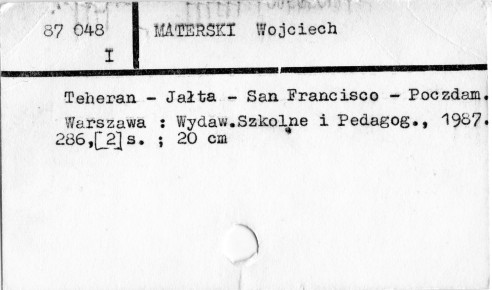 87 048
I
MATERSKI Wojciech
Teheran - Jałta - San Francisco - Poczdam.
Warszawa : Wydaw.Szkolne i Pedagog., 1987.
286,[2]s. ; 20 cm